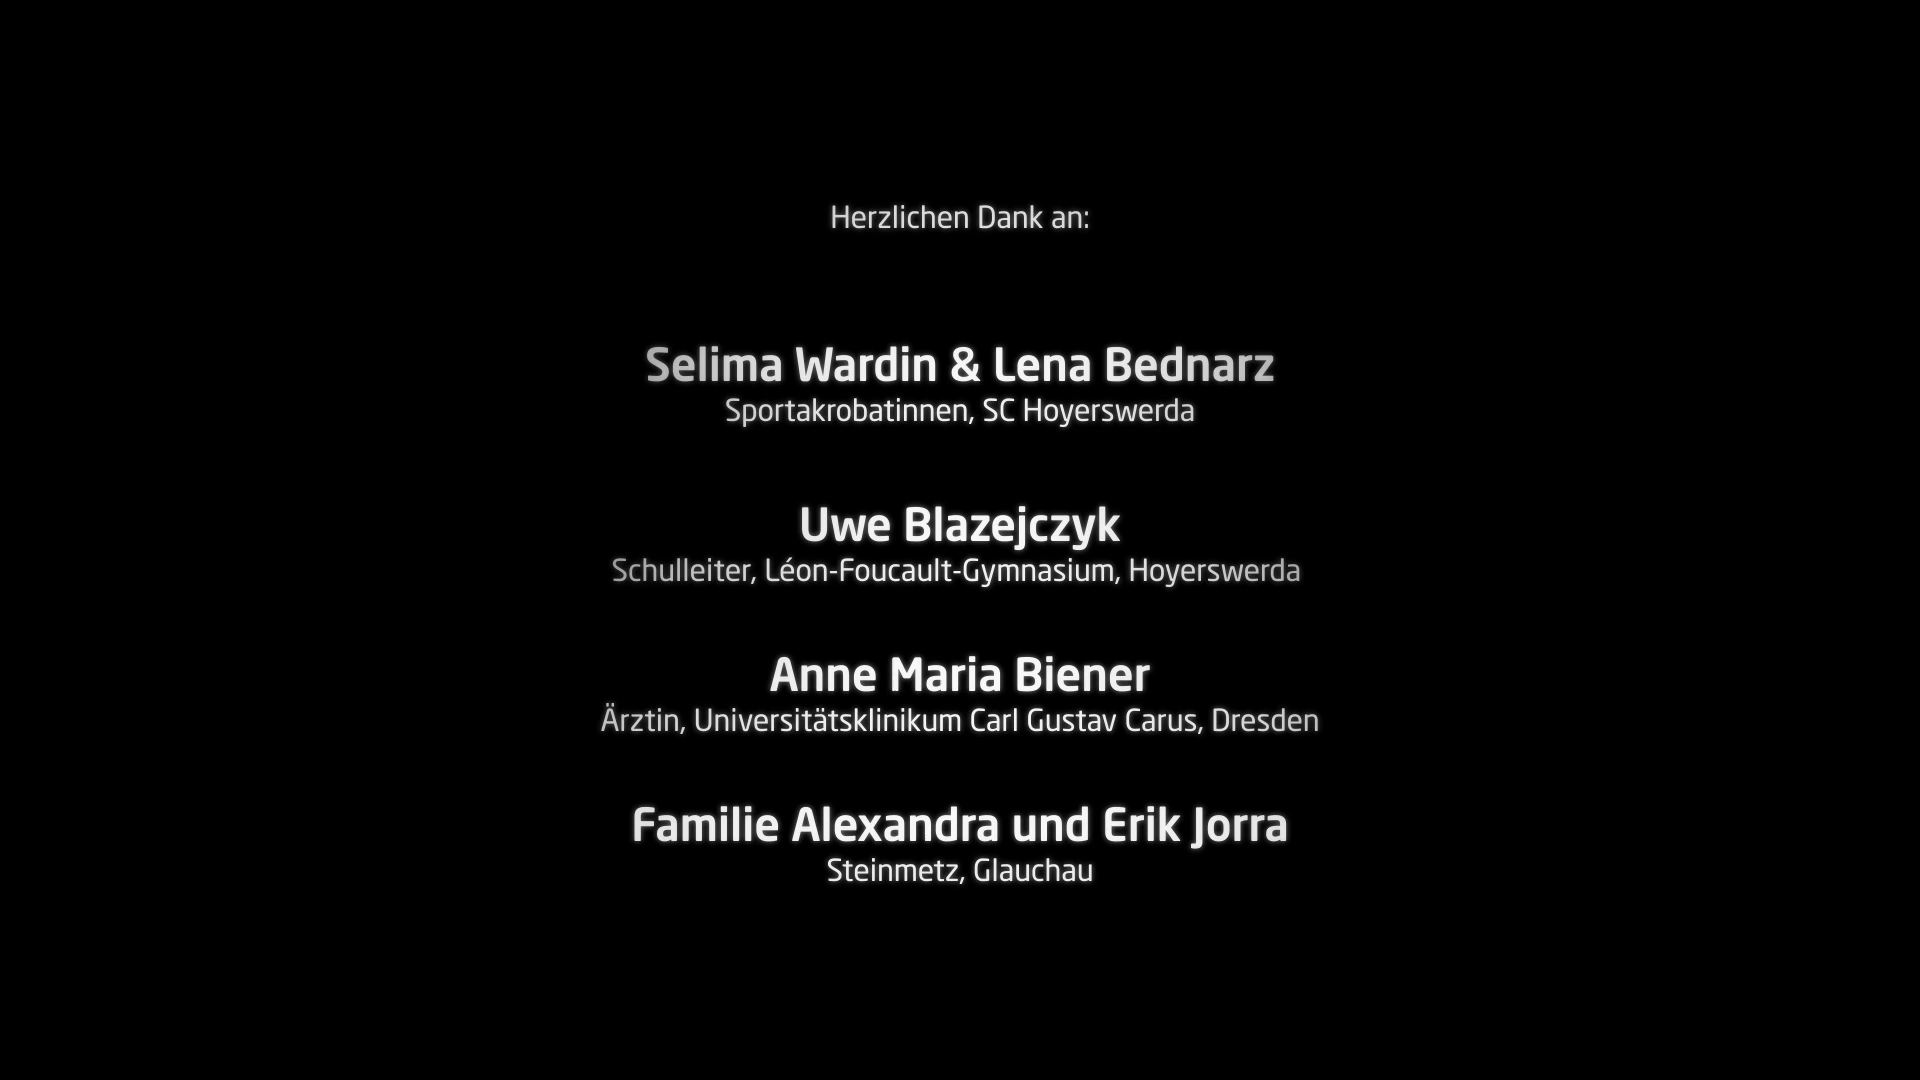 Herzlichen Dank an:
Selima Wardin & Lena Bednarz
Sportakrobatinnen, SC Hoyerswerda
Uwe Blazejczyk
Schulleiter, Léon-Foucault-Gymnasium, Hoyerswerda
Anne Maria Biener
Ärztin, Universitätsklinikum Carl Gustav Carus, Dresden
Familie Alexandra und Erik Jorra
Steinmetz, Glauchau